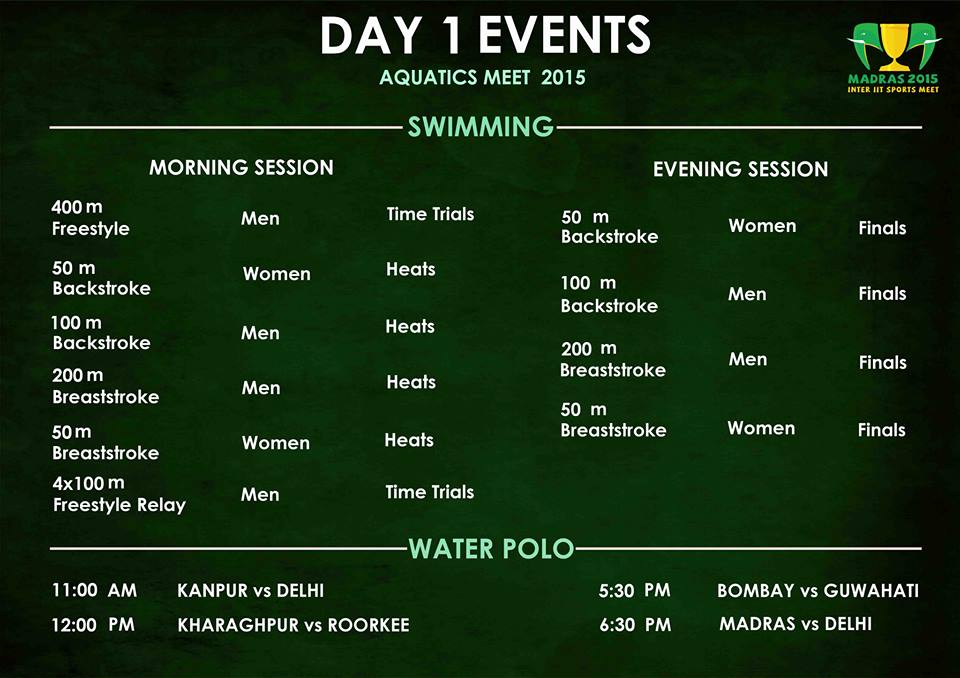 DAY 1 EVENTS
AQUATICS MEET 2015
MADRAS 2015
INTER IIT SPORTS MEET
SWIMMING
MORNING SESSION
400 m Freestyle Men Time Trials
50 m Backstroke Women Heats
100 m Backstroke Men Heats
200 m Breaststroke Men Heats
50 m Breaststroke Women Heats
4x100 m Freestyle Relay Men Time Trials
EVENING SESSION
50 m Backstroke Women Finals
100 m Backstroke Men Finals
200 m Breaststroke Men Finals
50 m Breaststroke Women Finals
WATER POLO
11:00 AM KANPUR vs DELHI
12:00 PM KHARAGHPUR vs ROORKEE
5:30 PM BOMBAY vs GUWAHATI
6:30 PM MADRAS vs DELHI